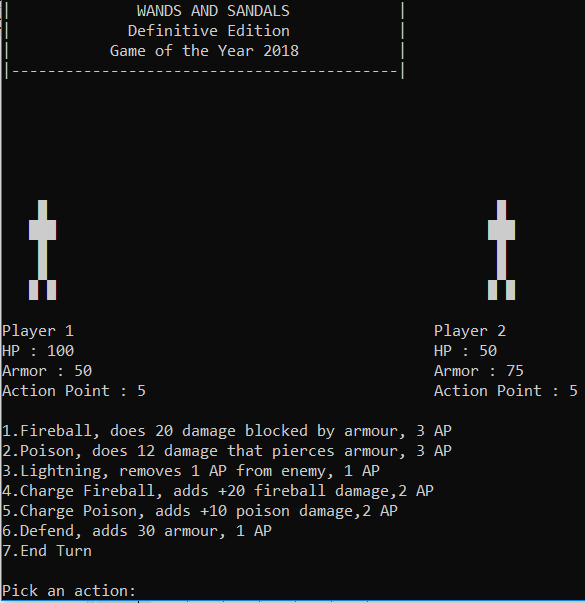 WANDS AND SANDALS
Definitive Edition
Game of the Year 2018
Player 1 Player 2
HP : 100 HP : 50
Armor : 50 Armor : 75
Action Point : 5 Action Point : 5
1.Fireball, does 20 damage blocked by armour, 3 AP
2.Poison, does 12 damage that pierces armour, 3 AP
3.Lightning, removes 1 AP from enemy, 1 AP
4.Charge Fireball, adds +20 fireball damage,2 AP
5.Charge Poison, adds +10 poison damage,2 AP
6.Defend, adds 30 armour, 1 AP
7.End Turn
Pick an action: